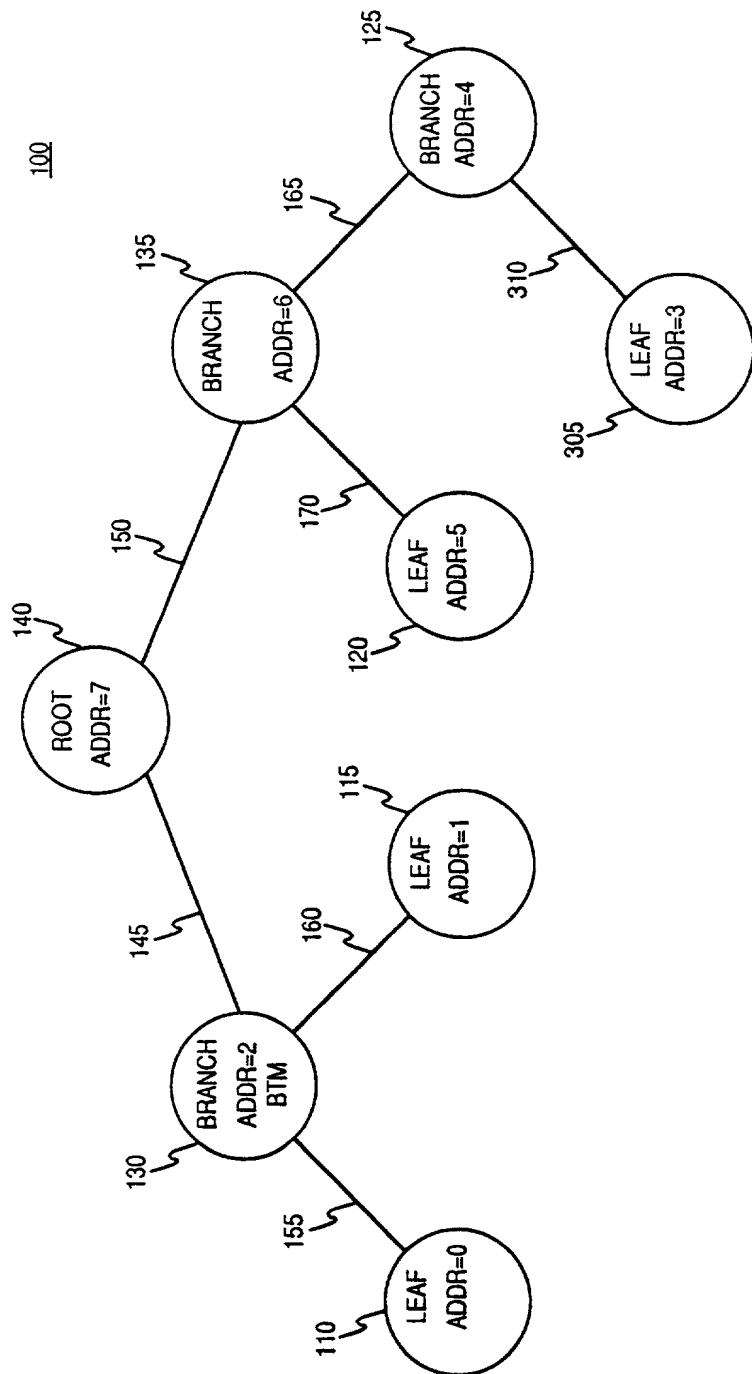 100
140
ROOT
ADDR=7
145
150
130
BRANCH
ADDR=2
BTM
135
BRANCH
ADDR=6
155
160
170
165
110
LEAF
ADDR=0
115
LEAF
ADDR=1
120
LEAF
ADDR=5
125
BRANCH
ADDR=4
310
305
LEAF
ADDR=3